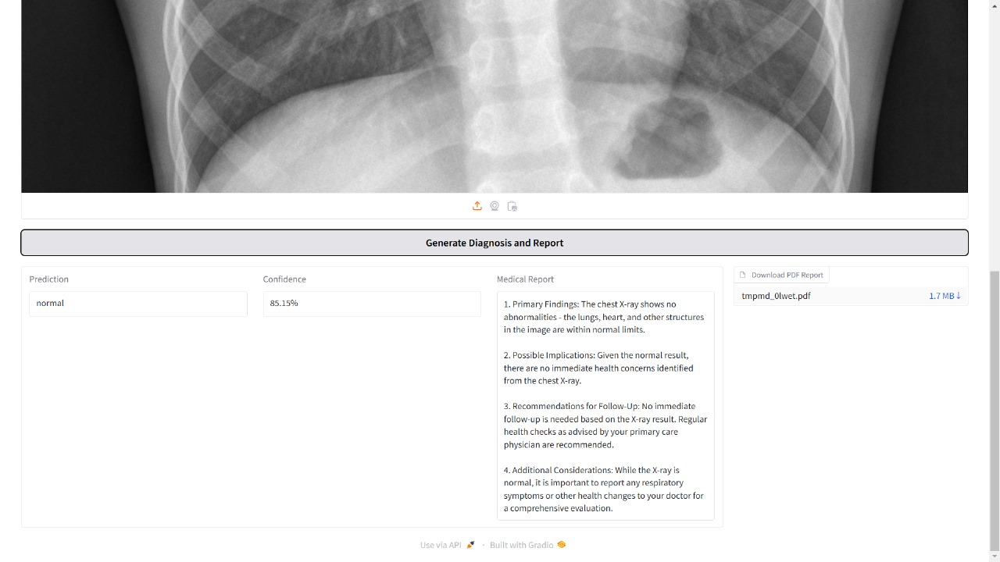 Generate Diagnosis and Report
Prediction
normal
Confidence
85.15%
Medical Report
1. Primary Findings: The chest X-ray shows no
abnormalities - the lungs, heart, and other structures
in the image are within normal limits.
2. Possible Implications: Given the normal result,
there are no immediate health concerns identified
from the chest X-ray.
3. Recommendations for Follow-Up: No immediate
follow-up is needed based on the X-ray result. Regular
health checks as advised by your primary care
physician are recommended.
4. Additional Considerations: While the X-ray is
normal, it is important to report any respiratory
symptoms or other health changes to your doctor for
a comprehensive evaluation.
Download PDF Report
tmpmd_0lwet.pdf 1.7 MB ↓
Use via API · Built with Gradio